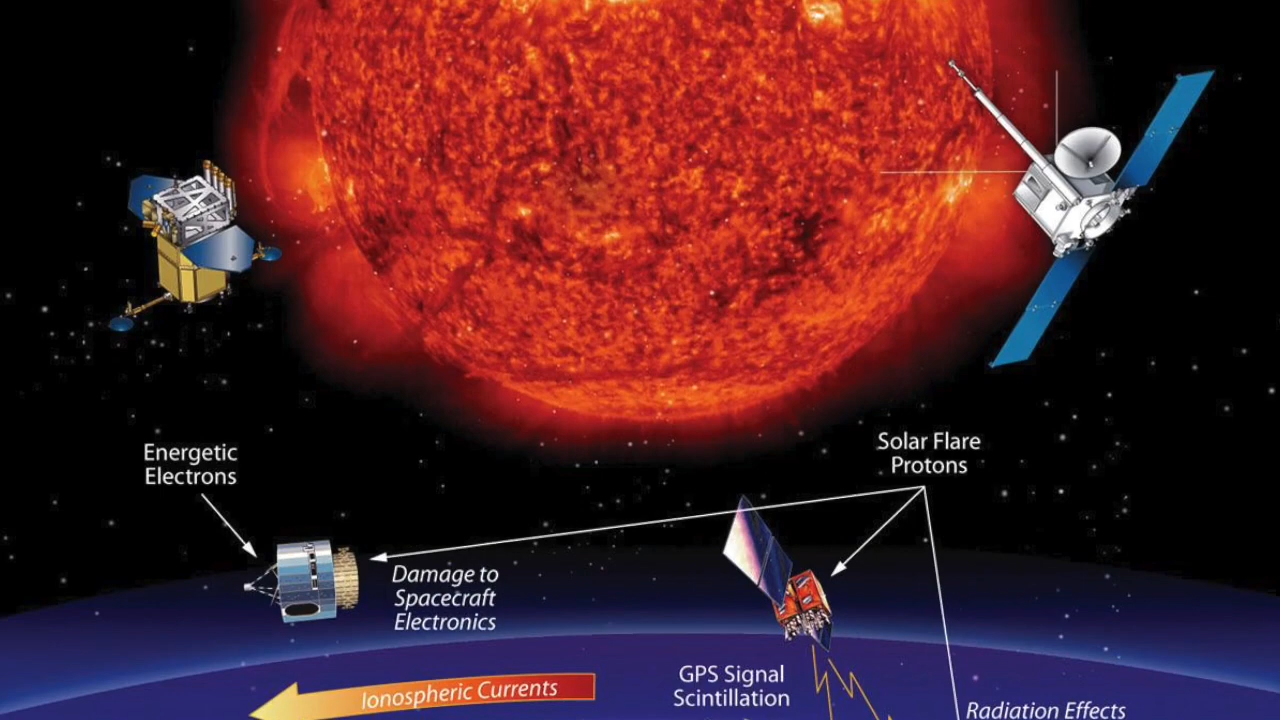 Energetic
Electrons
Solar Flare
Protons
Damage to
Spacecraft
Electronics
GPS Signal
Scintillation
Ionospheric Currents
Radiation Effects